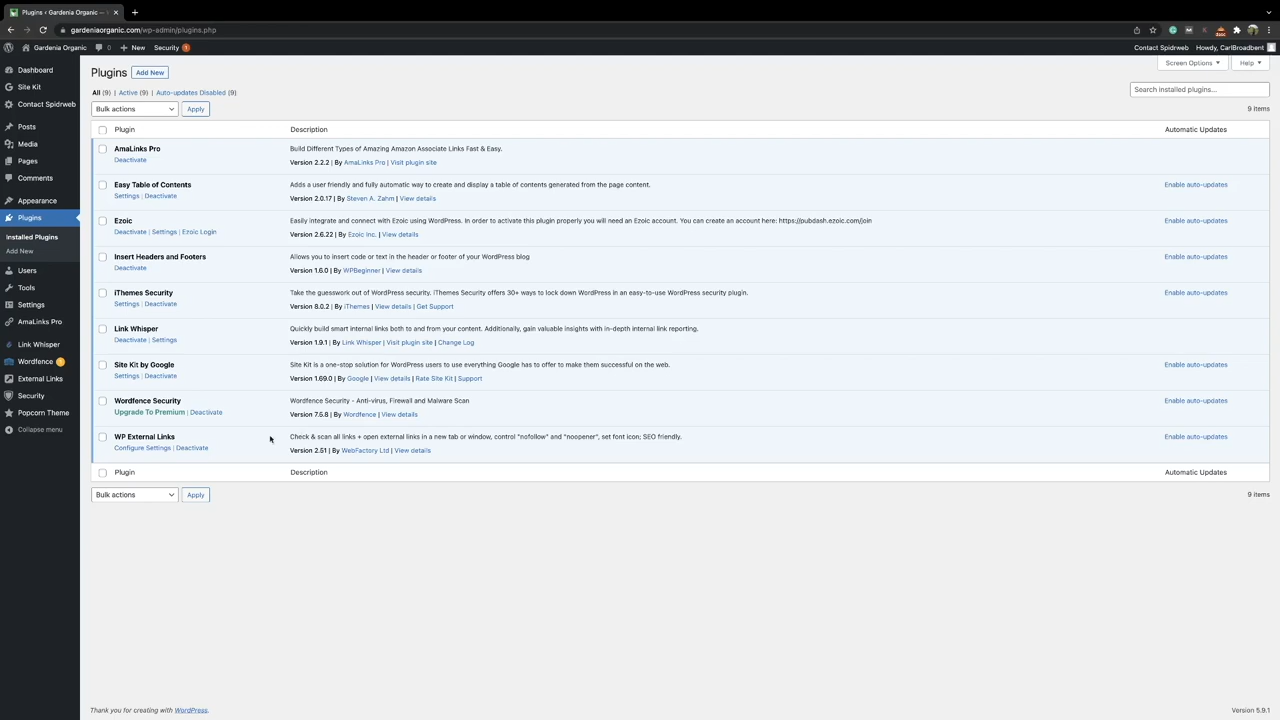 Plugins ‹ Gardenia Organic —
gardeniaorganic.com/wp-admin/plugins.php
Gardenia Organic 0 New Security 1
Contact Spidrweb Howdy, CarlBroadbent
Screen Options Help
Dashboard
Site Kit
Contact Spidrweb
Posts
Media
Pages
Comments
Appearance
Plugins
Installed Plugins
Add New
Users
Tools
Settings
AmaLinks Pro
Link Whisper
Wordfence 1
External Links
Security
Popcorn Theme
Collapse menu
Plugins Add New
All (9) | Active (9) | Auto-updates Disabled (9)
Search installed plugins...
Bulk actions Apply
9 items
Plugin Description Automatic Updates
AmaLinks Pro Build Different Types of Amazing Amazon Associate Links Fast & Easy.
Deactivate Version 2.2.2 | By AmaLinks Pro | Visit plugin site
Easy Table of Contents Adds a user friendly and fully automatic way to create and display a table of contents generated from the page content. Enable auto-updates
Settings | Deactivate Version 2.0.17 | By Steven A. Zahm | View details
Ezoic Easily integrate and connect with Ezoic using WordPress. In order to activate this plugin properly you will need an Ezoic account. You can create an account here: https://pubdash.ezoic.com/join Enable auto-updates
Deactivate | Settings | Ezoic Login Version 2.6.22 | By Ezoic Inc. | View details
Insert Headers and Footers Allows you to insert code or text in the header or footer of your WordPress blog Enable auto-updates
Deactivate Version 1.6.0 | By WPBeginner | View details
iThemes Security Take the guesswork out of WordPress security. iThemes Security offers 30+ ways to lock down WordPress in an easy-to-use WordPress security plugin. Enable auto-updates
Settings | Deactivate Version 8.0.2 | By iThemes | View details | Get Support
Link Whisper Quickly build smart internal links both to and from your content. Additionally, gain valuable insights with in-depth internal link reporting.
Deactivate | Settings Version 1.9.1 | By Link Whisper | Visit plugin site | Change Log
Site Kit by Google Site Kit is a one-stop solution for WordPress users to use everything Google has to offer to make them successful on the web. Enable auto-updates
Settings | Deactivate Version 1.69.0 | By Google | View details | Rate Site Kit | Support
Wordfence Security Wordfence Security - Anti-virus, Firewall and Malware Scan Enable auto-updates
Upgrade To Premium | Deactivate Version 7.5.8 | By Wordfence | View details
WP External Links Check & scan all links + open external links in a new tab or window, control "nofollow" and "noopener", set font icon; SEO friendly. Enable auto-updates
Configure Settings | Deactivate Version 2.51 | By WebFactory Ltd | View details
Plugin Description Automatic Updates
Bulk actions Apply
9 items
Thank you for creating with WordPress.
Version 5.9.1